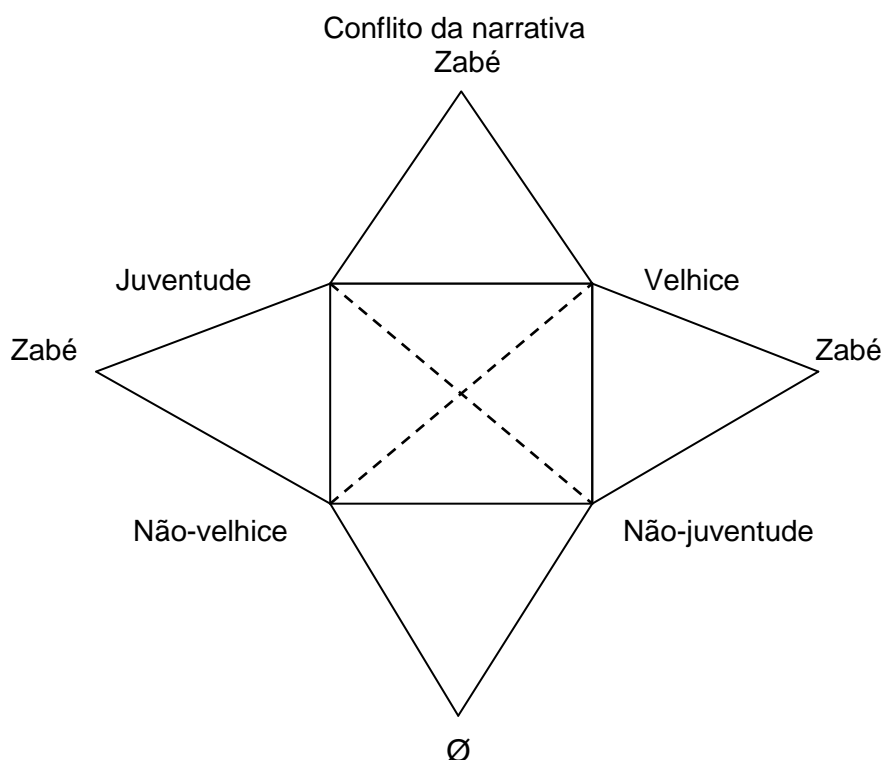 Conflito da narrativa
Zabé
Juventude
Velhice
Zabé
Zabé
Não-velhice
Não-juventude
Ø